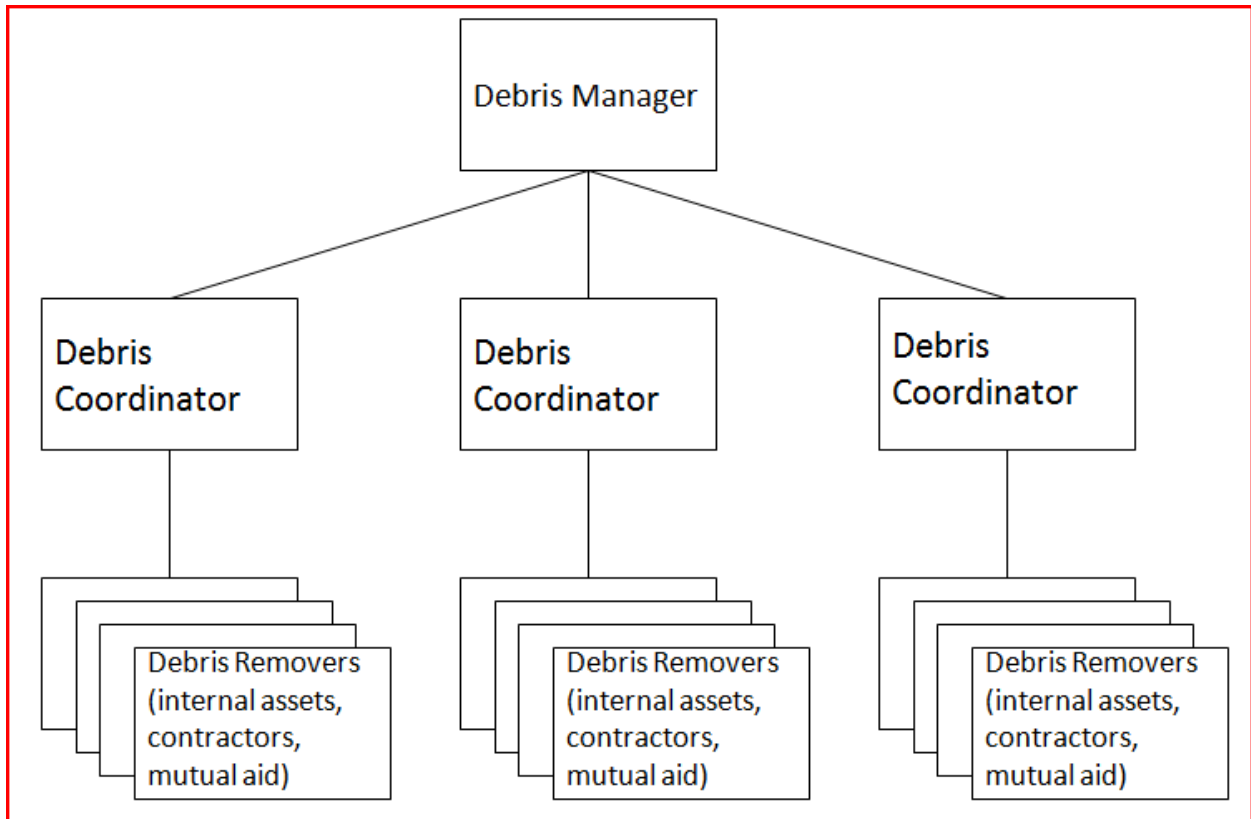 Debris Manager
Debris
Coordinator
Debris
Coordinator
Debris
Coordinator
Debris Removers
(internal assets,
contractors,
mutual aid)
Debris Removers
(internal assets,
contractors,
mutual aid)
Debris Removers
(internal assets,
contractors,
mutual aid)